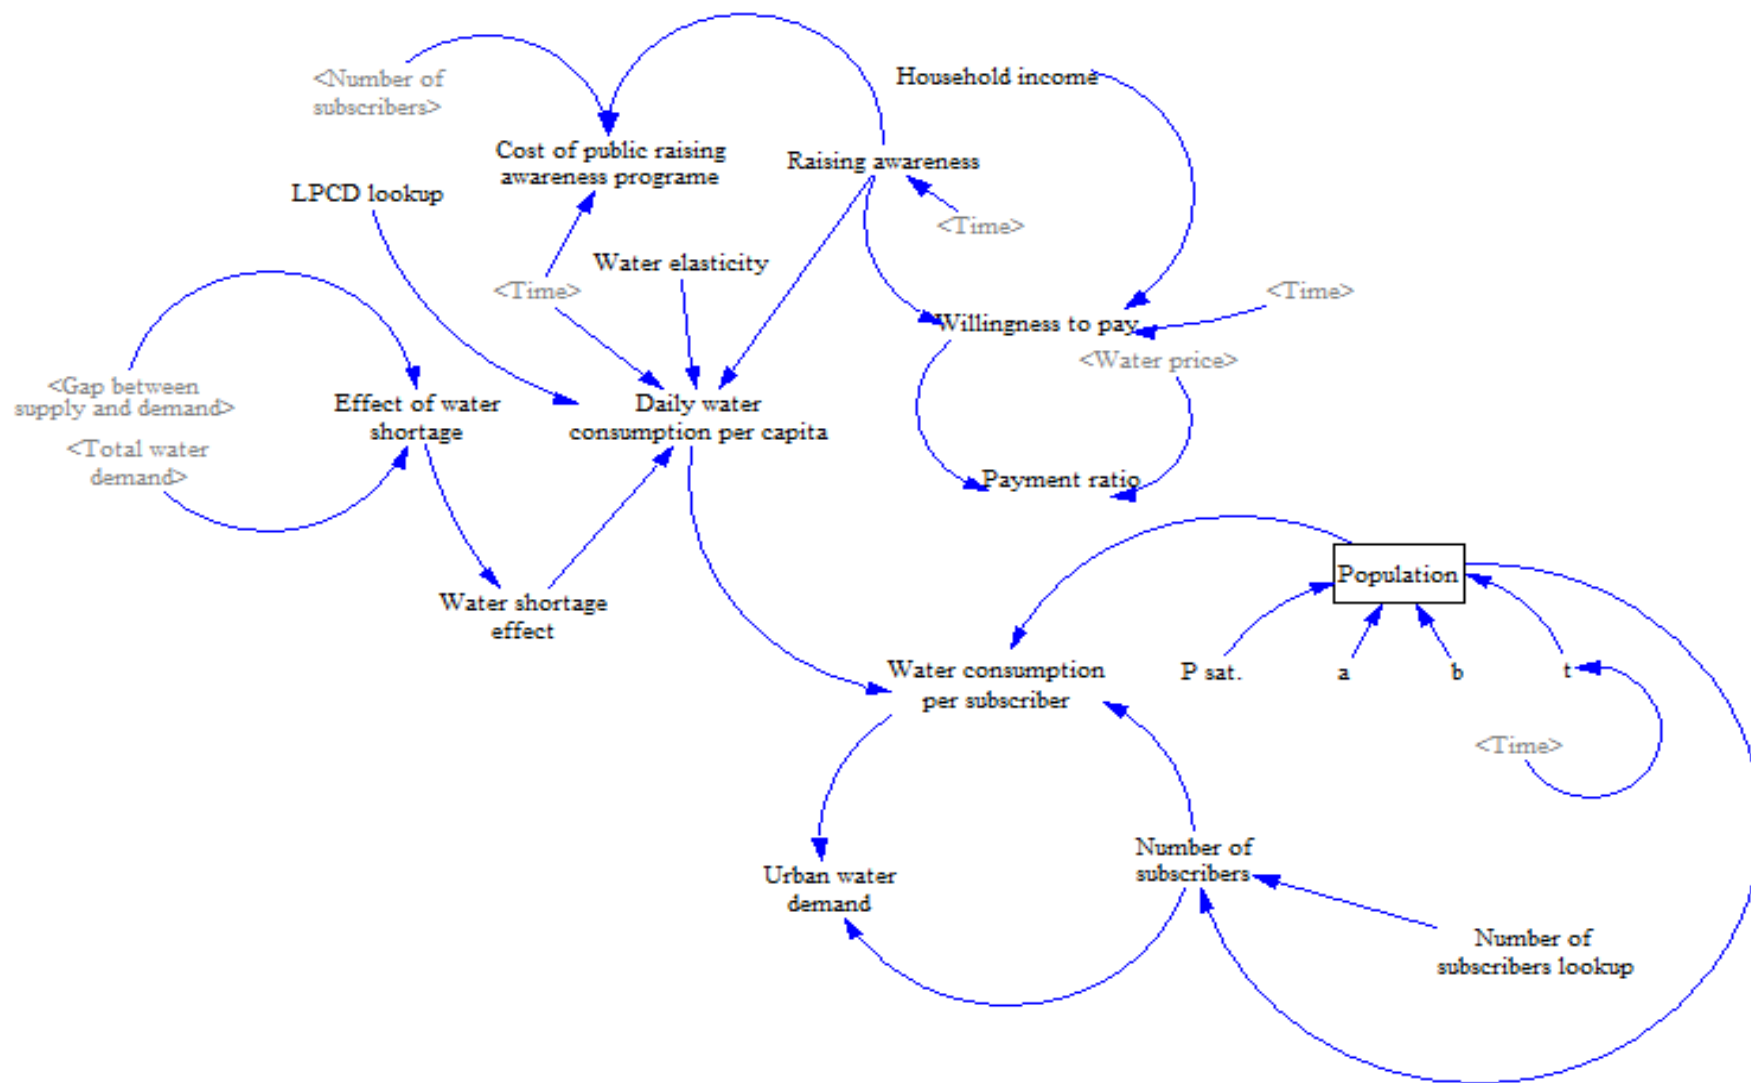 <Number of
subscribers>
Household income
Cost of public raising
awareness programe
Raising awareness
LPCD lookup
<Time>
Water elasticity
<Time>
<Time>
Willingness to pay
<Water price>
<Gap between
supply and demand>
Effect of water
shortage
Daily water
consumption per capita
<Total water
demand>
Payment ratio
Population
Water shortage
effect
Water consumption
per subscriber
P sat.
a
b
t
<Time>
Number of
subscribers
Urban water
demand
Number of
subscribers lookup